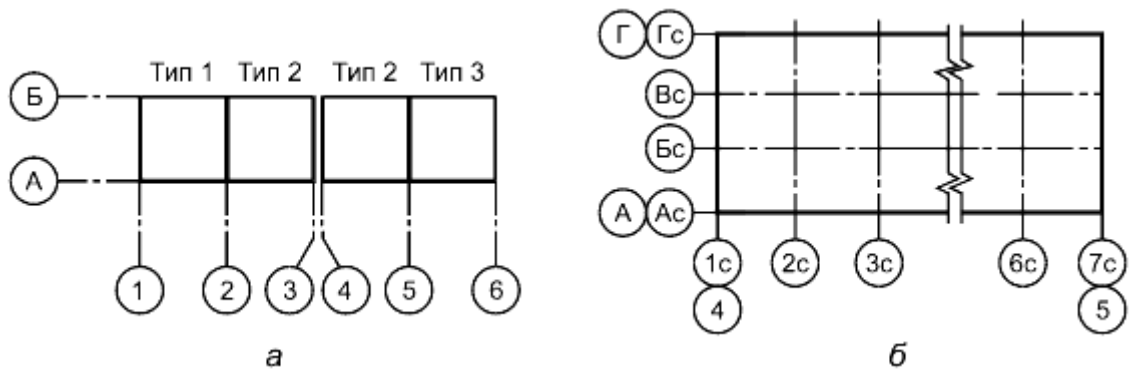 Тип 1 Тип 2 Тип 2 Тип 3
Б
А
1 2 3 4 5 6
а
Г Гс
Вс
Бс
А Ас
1с 2с 3с 6с 7с
4 5
б